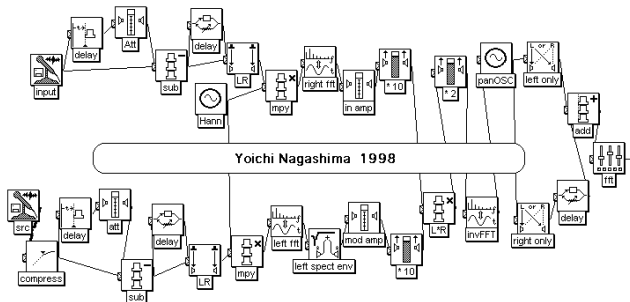 delay
Att
delay
input
sub
LR
Hann
mpy
right fft
in amp
* 10
* 2
panOSC
L or R
left only
add
fft
Yoichi Nagashima 1998
src
delay
att
compress
sub
delay
LR
mpy
left fft
left spect env
mod amp
* 10
L*R
invFFT
L or R
right only
delay